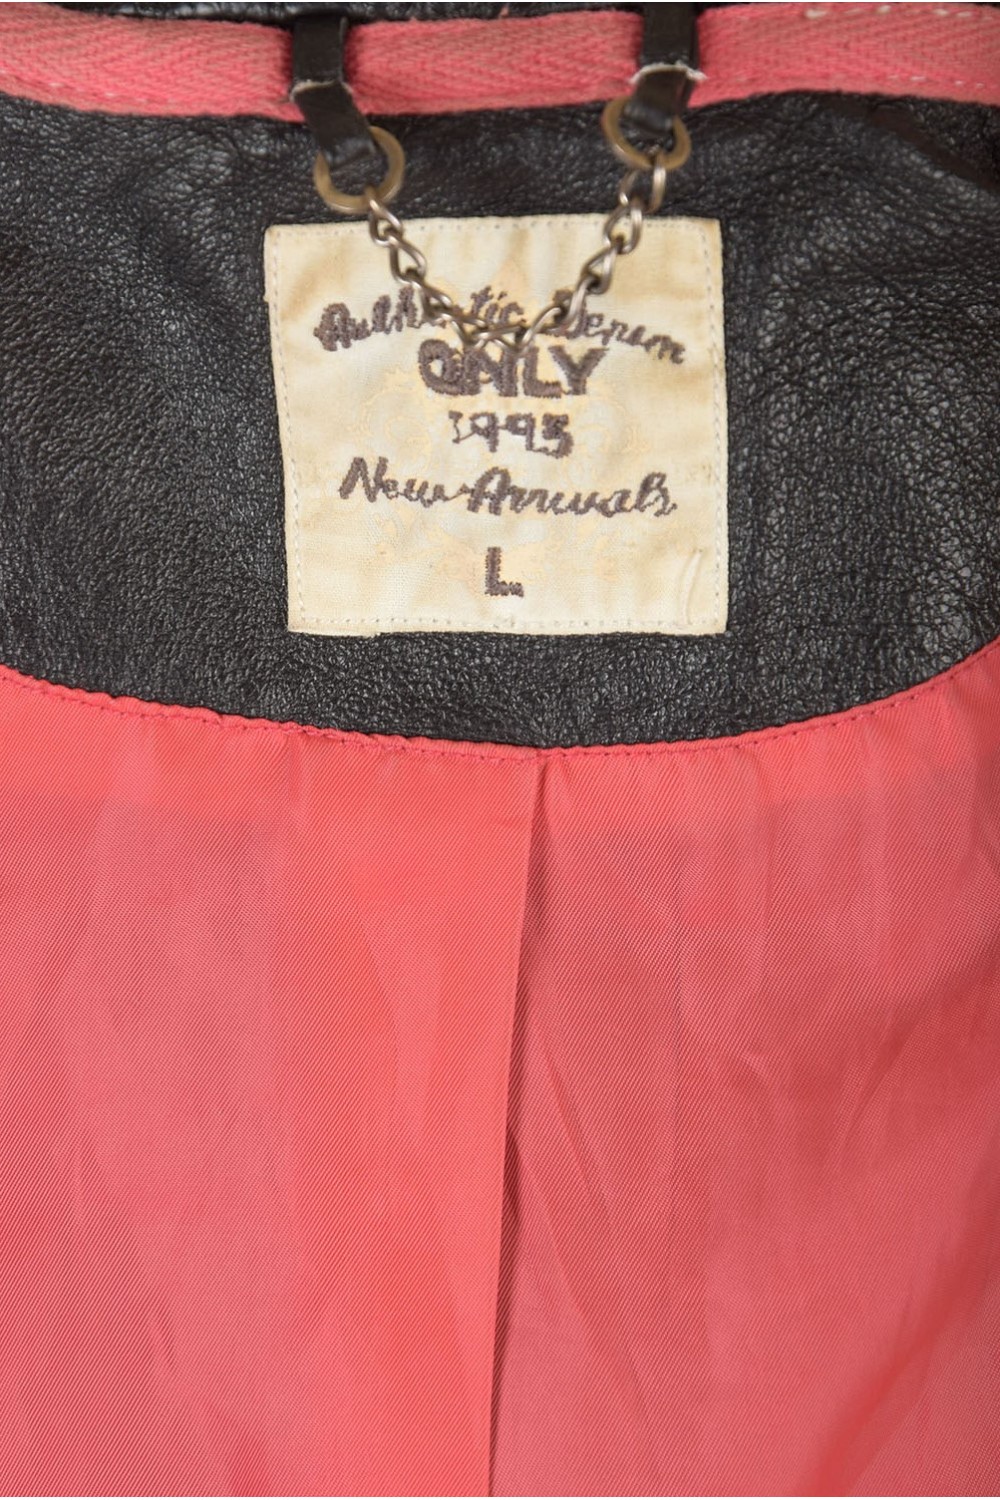 Authentic Denim
ONLY
1995
New Arrivals
L